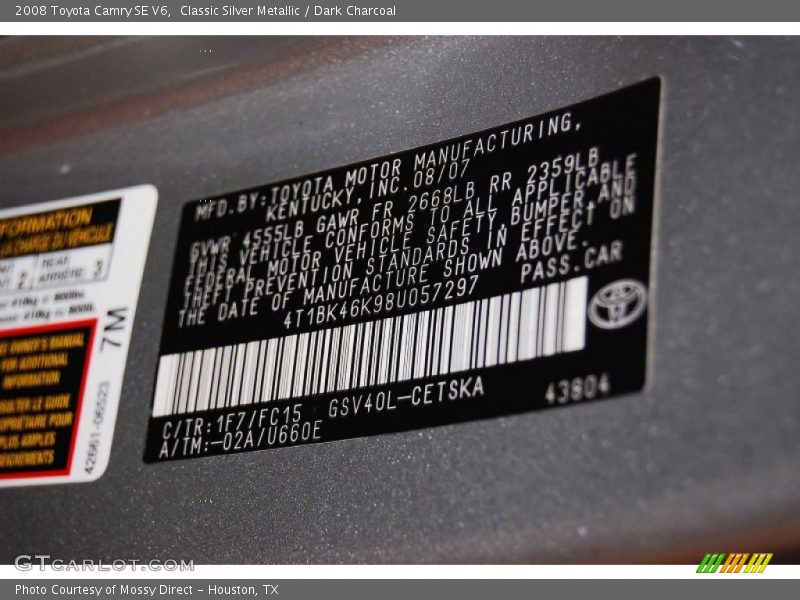 2008 Toyota Camry SE V6,  Classic Silver Metallic / Dark Charcoal
MFD.BY:TOYOTA MOTOR MANUFACTURING,
KENTUCKY,INC.08/07
GVWR 4555LB GAWR FR 2668LB RR 2359LB
THIS VEHICLE CONFORMS TO ALL APPLICABLE
FEDERAL MOTOR VEHICLE SAFETY,BUMPER,AND
THEFT PREVENTION STANDARDS IN EFFECT ON
THE DATE OF MANUFACTURE SHOWN ABOVE.
4T1BK46K98U057297 PASS.CAR
C/TR:1F7/FC15 GSV40L-CETSKA
A/TM:-02A/U660E 43804
7M
42661-06523
GTCARLOT.COM
Photo Courtesy of Mossy Direct - Houston, TX